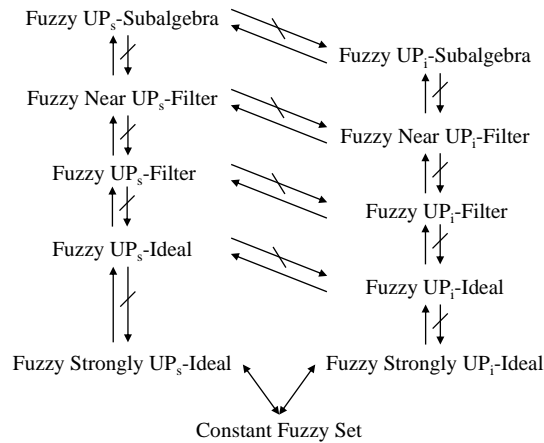 Fuzzy UPₛ-Subalgebra
Fuzzy UPᵢ-Subalgebra
Fuzzy Near UPₛ-Filter
Fuzzy Near UPᵢ-Filter
Fuzzy UPₛ-Filter
Fuzzy UPᵢ-Filter
Fuzzy UPₛ-Ideal
Fuzzy UPᵢ-Ideal
Fuzzy Strongly UPₛ-Ideal
Fuzzy Strongly UPᵢ-Ideal
Constant Fuzzy Set